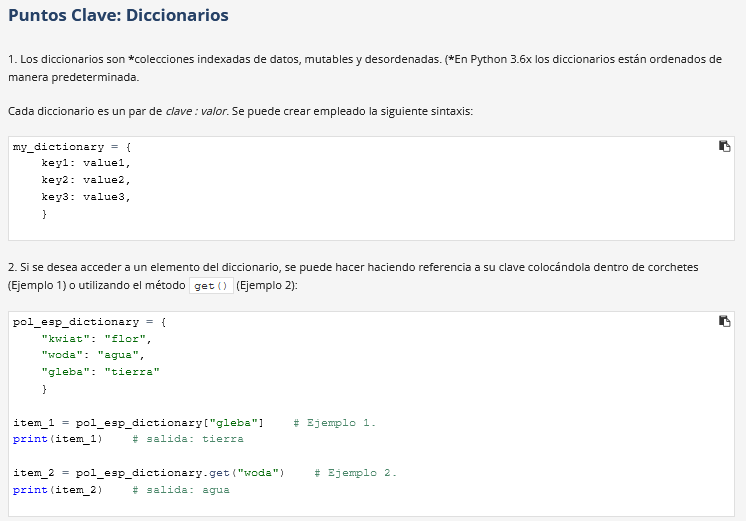 Puntos Clave: Diccionarios
1. Los diccionarios son *colecciones indexadas de datos, mutables y desordenadas. (*En Python 3.6x los diccionarios están ordenados de
manera predeterminada.
Cada diccionario es un par de clave : valor. Se puede crear empleado la siguiente sintaxis:
my_dictionary = {
    key1: value1,
    key2: value2,
    key3: value3,
    }
2. Si se desea acceder a un elemento del diccionario, se puede hacer haciendo referencia a su clave colocándola dentro de corchetes
(Ejemplo 1) o utilizando el método get() (Ejemplo 2):
pol_esp_dictionary = {
    "kwiat": "flor",
    "woda": "agua",
    "gleba": "tierra"
    }
item_1 = pol_esp_dictionary["gleba"]    # Ejemplo 1.
print(item_1)    # salida: tierra
item_2 = pol_esp_dictionary.get("woda")    # Ejemplo 2.
print(item_2)    # salida: agua